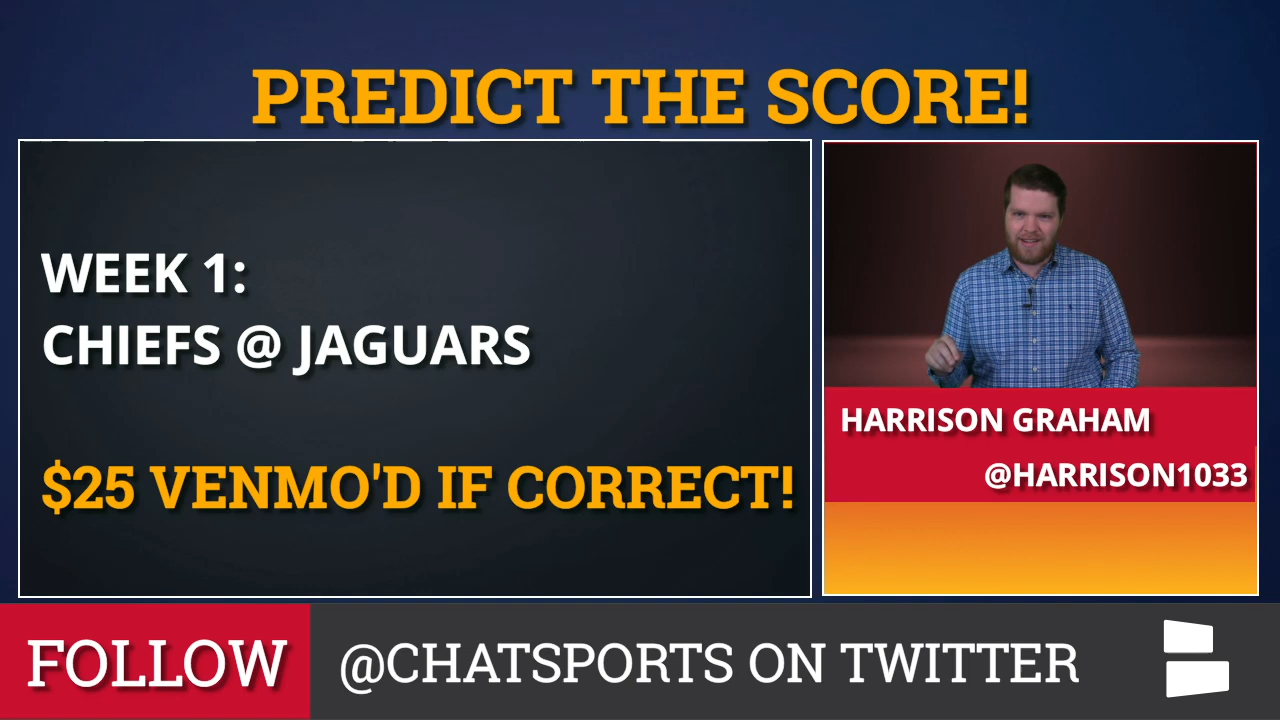 PREDICT THE SCORE!
WEEK 1:
CHIEFS @ JAGUARS
$25 VENMO'D IF CORRECT!
HARRISON GRAHAM
@HARRISON1033
FOLLOW
@CHATSPORTS ON TWITTER